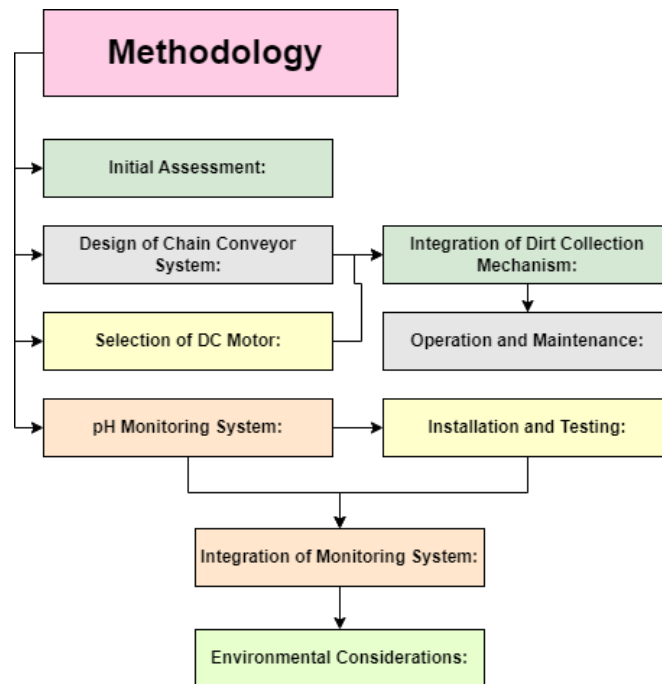 Methodology
Initial Assessment:
Design of Chain Conveyor
System:
Integration of Dirt Collection
Mechanism:
Selection of DC Motor:
Operation and Maintenance:
pH Monitoring System:
Installation and Testing:
Integration of Monitoring System:
Environmental Considerations: